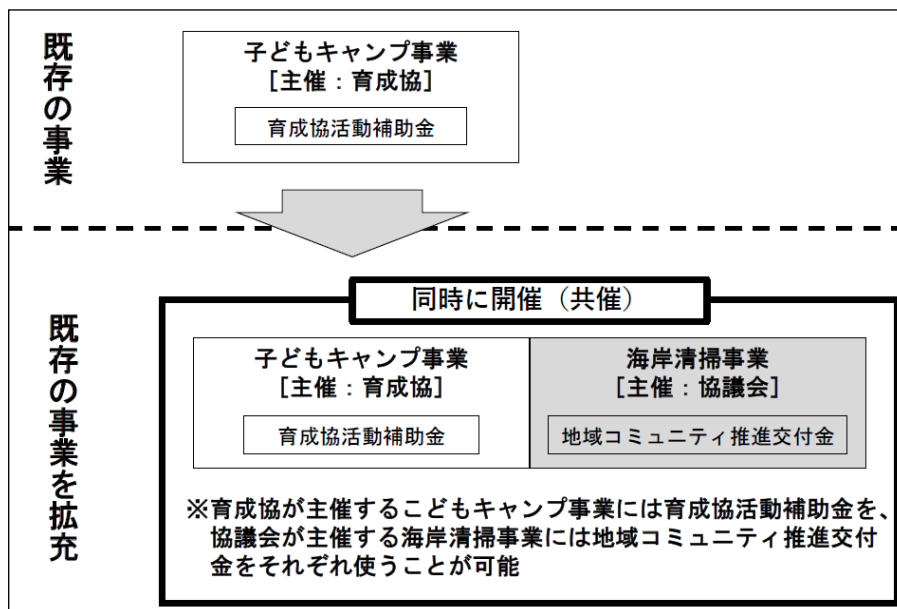 既存の事業
子どもキャンプ事業
［主催：育成協］
育成協活動補助金
既存の事業を拡充
同時に開催（共催）
子どもキャンプ事業
［主催：育成協］
育成協活動補助金
海岸清掃事業
［主催：協議会］
地域コミュニティ推進交付金
※育成協が主催するこどもキャンプ事業には育成協活動補助金を、
協議会が主催する海岸清掃事業には地域コミュニティ推進交付
金をそれぞれ使うことが可能